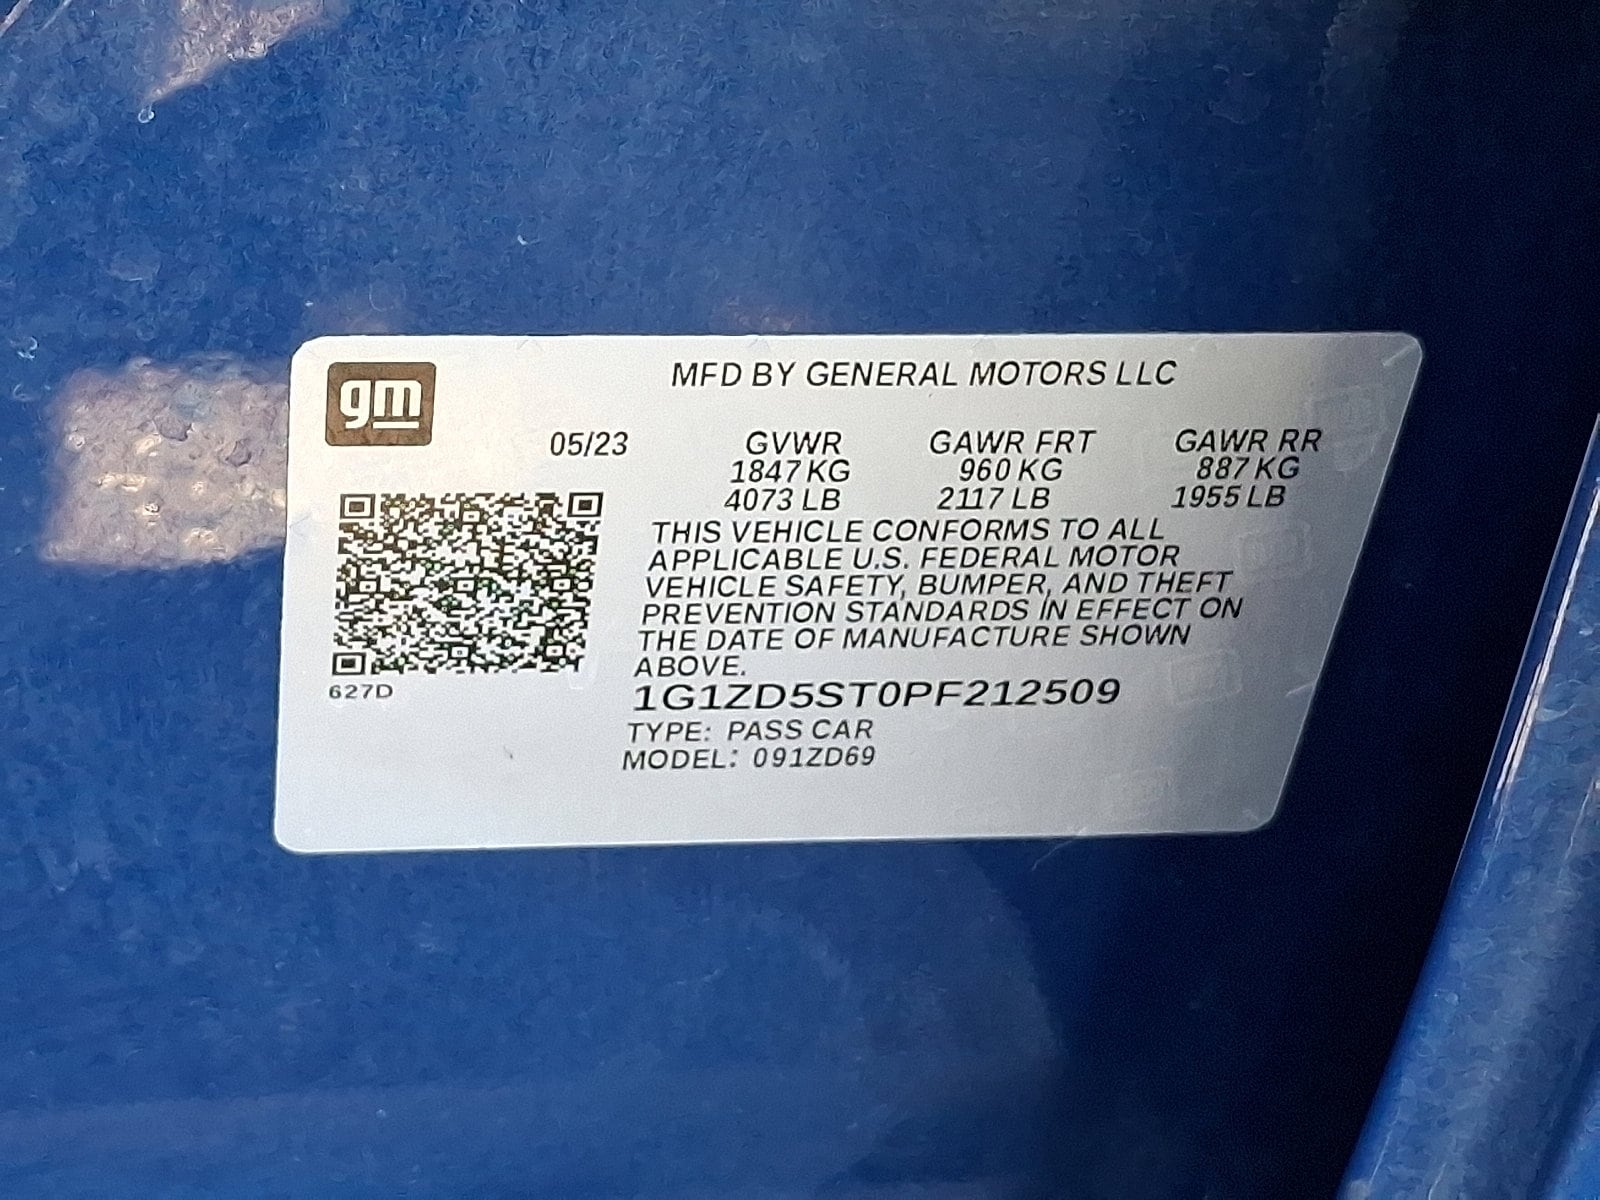 gm
MFD BY GENERAL MOTORS LLC
05/23 GVWR GAWR FRT GAWR RR
1847 KG 960 KG 887 KG
4073 LB 2117 LB 1955 LB
THIS VEHICLE CONFORMS TO ALL
APPLICABLE U.S. FEDERAL MOTOR
VEHICLE SAFETY, BUMPER, AND THEFT
PREVENTION STANDARDS IN EFFECT ON
THE DATE OF MANUFACTURE SHOWN
ABOVE.
627D
1G1ZD5ST0PF212509
TYPE: PASS CAR
MODEL: 091ZD69